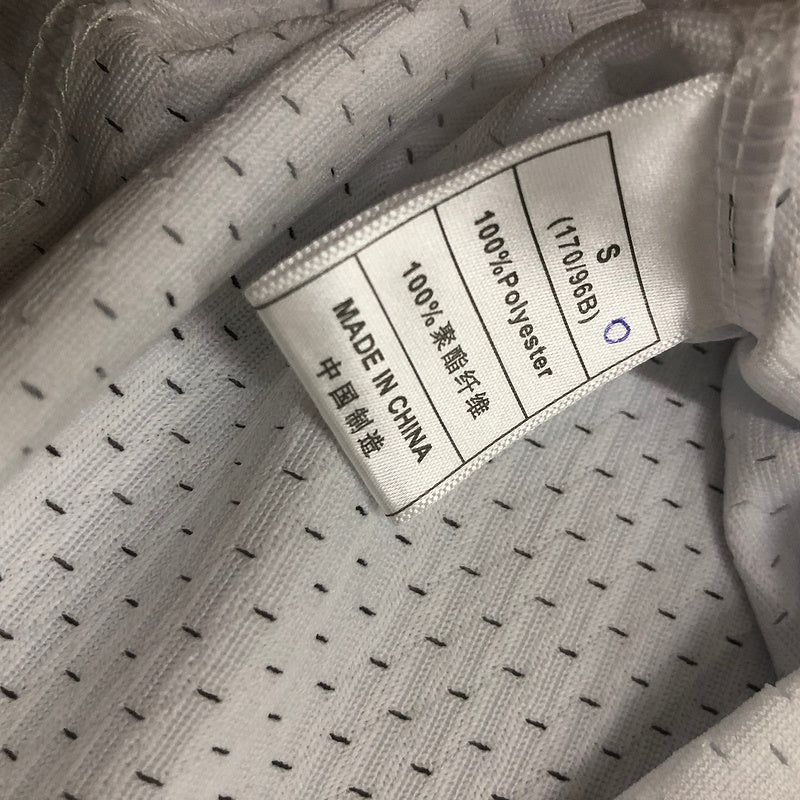 S
(170/96B)
100%Polyester
100%聚酯纤维
MADE IN CHINA
中国制造